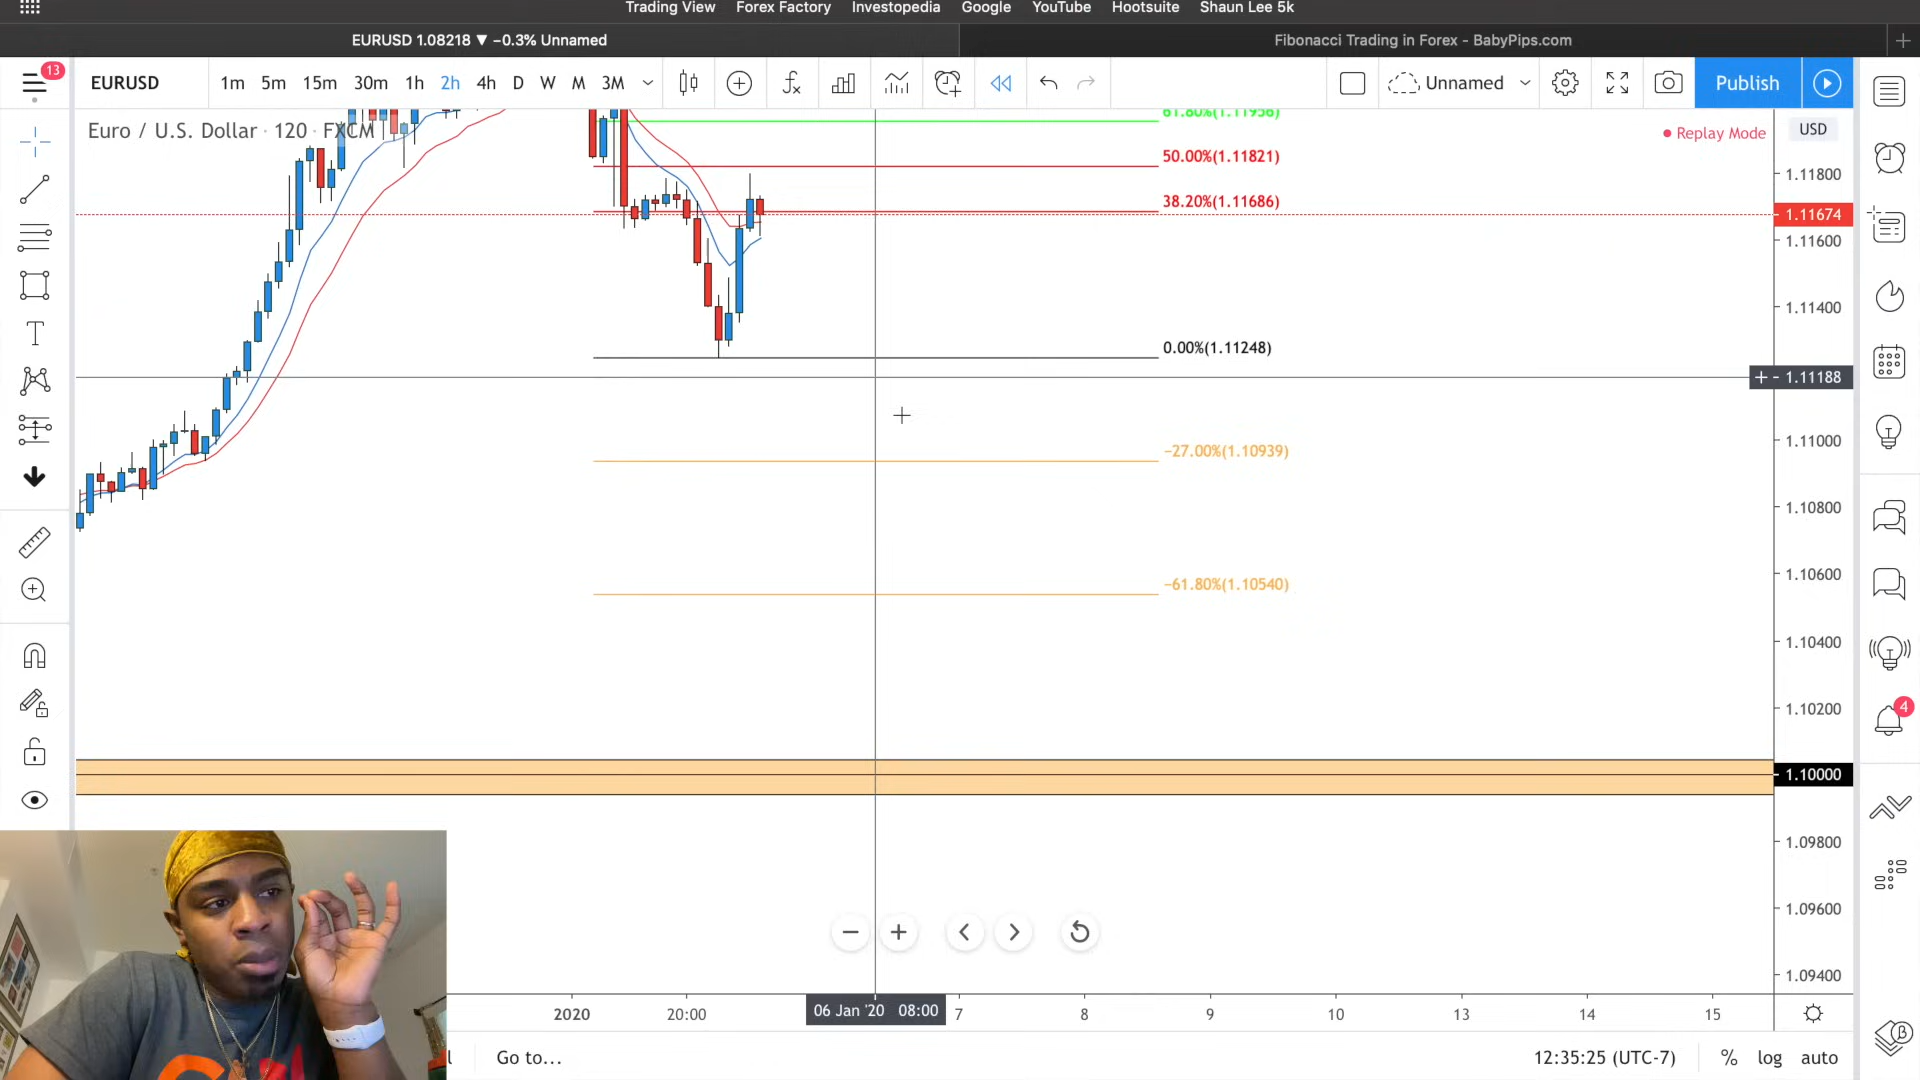 Trading View Forex Factory Investopedia Google YouTube Hootsuite Shaun Lee 5k
EURUSD 1.08218 ▼ −0.3% Unnamed
Fibonacci Trading in Forex - BabyPips.com
13
EURUSD 1m 5m 15m 30m 1h 2h 4h D W M 3M
Unnamed
Publish
Euro / U.S. Dollar · 120 · FXCM
Replay Mode
USD
61.80%(1.11956)
50.00%(1.11821)
38.20%(1.11686)
0.00%(1.11248)
−27.00%(1.10939)
−61.80%(1.10540)
1.11800
1.11674
1.11600
1.11400
1.11188
1.11000
1.10800
1.10600
1.10400
1.10200
1.10000
1.09800
1.09600
1.09400
4
2020 20:00 06 Jan '20 08:00 7 8 9 10 13 14 15
Go to...
12:35:25 (UTC-7) % log auto